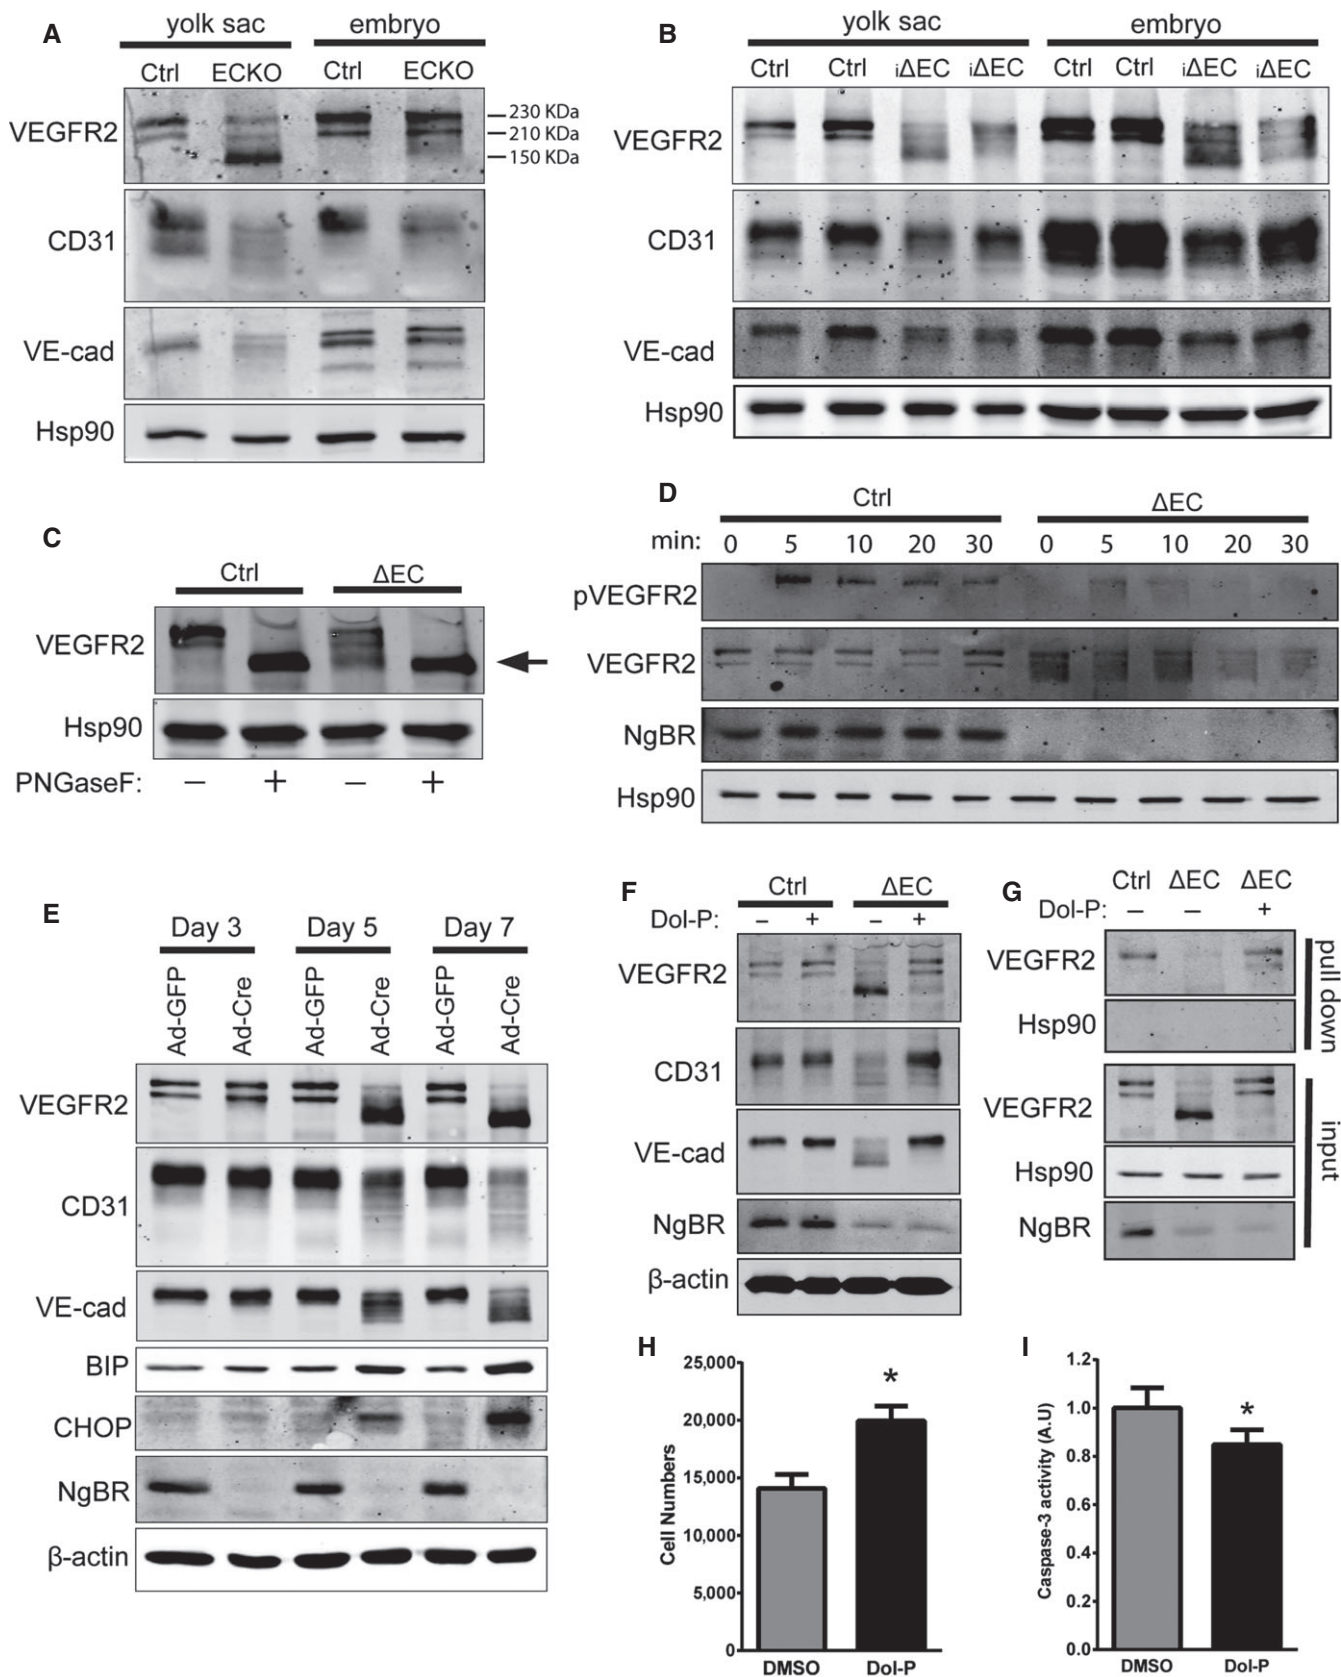 A
yolk sac embryo
Ctrl ECKO Ctrl ECKO
VEGFR2
230 KDa
210 KDa
150 KDa
CD31
VE-cad
Hsp90
B
yolk sac embryo
Ctrl Ctrl iΔEC iΔEC Ctrl Ctrl iΔEC iΔEC
VEGFR2
CD31
VE-cad
Hsp90
C
Ctrl ΔEC
VEGFR2
Hsp90
PNGaseF: – + – +
D
Ctrl ΔEC
min: 0 5 10 20 30 0 5 10 20 30
pVEGFR2
VEGFR2
NgBR
Hsp90
E
Day 3 Day 5 Day 7
Ad-GFP Ad-Cre Ad-GFP Ad-Cre Ad-GFP Ad-Cre
VEGFR2
CD31
VE-cad
BIP
CHOP
NgBR
β-actin
F
Ctrl ΔEC
Dol-P: – + – +
VEGFR2
CD31
VE-cad
NgBR
β-actin
G
Ctrl ΔEC ΔEC
Dol-P: – – +
VEGFR2
Hsp90
pull down
VEGFR2
Hsp90
NgBR
input
H
Cell Numbers
25,000
20,000
15,000
10,000
5,000
0
*
DMSO Dol-P
I
Caspase-3 activity (A.U)
1.2
1.0
0.8
0.6
0.4
0.2
0.0
*
DMSO Dol-P